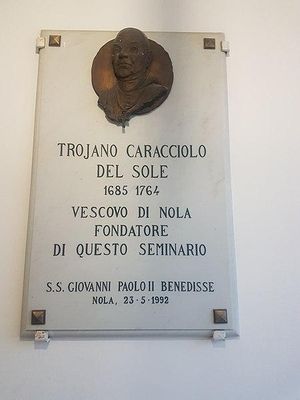 TROJANO CARACCIOLO
DEL SOLE
1685 1764
VESCOVO DI NOLA
FONDATORE
DI QUESTO SEMINARIO
S.S. GIOVANNI PAOLO II BENEDISSE
NOLA, 23·5·1992